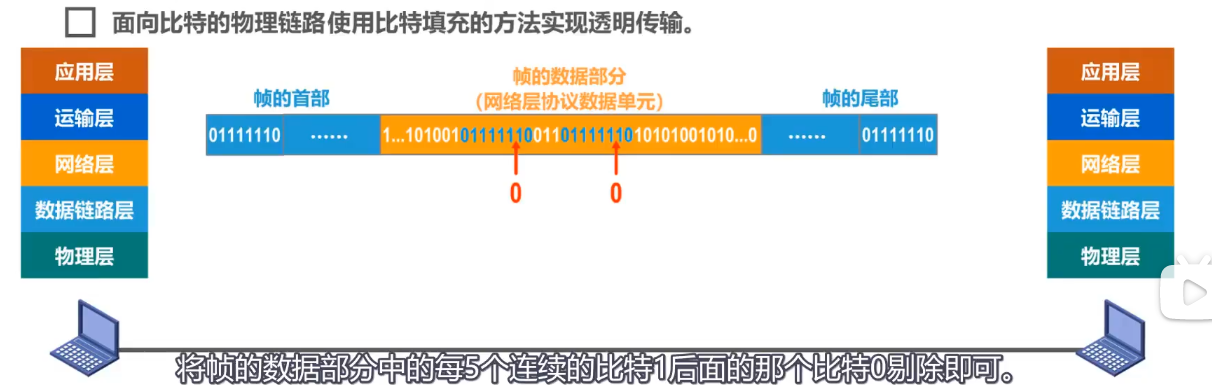 面向比特的物理链路使用比特填充的方法实现透明传输。
应用层
运输层
网络层
数据链路层
物理层
帧的首部
帧的数据部分
（网络层协议数据单元）
帧的尾部
01111110 …… 1...101001011111100110111111010101001010...0 …… 01111110
0 0
应用层
运输层
网络层
数据链路层
物理层
将帧的数据部分中的每5个连续的比特1后面的那个比特0剔除即可。